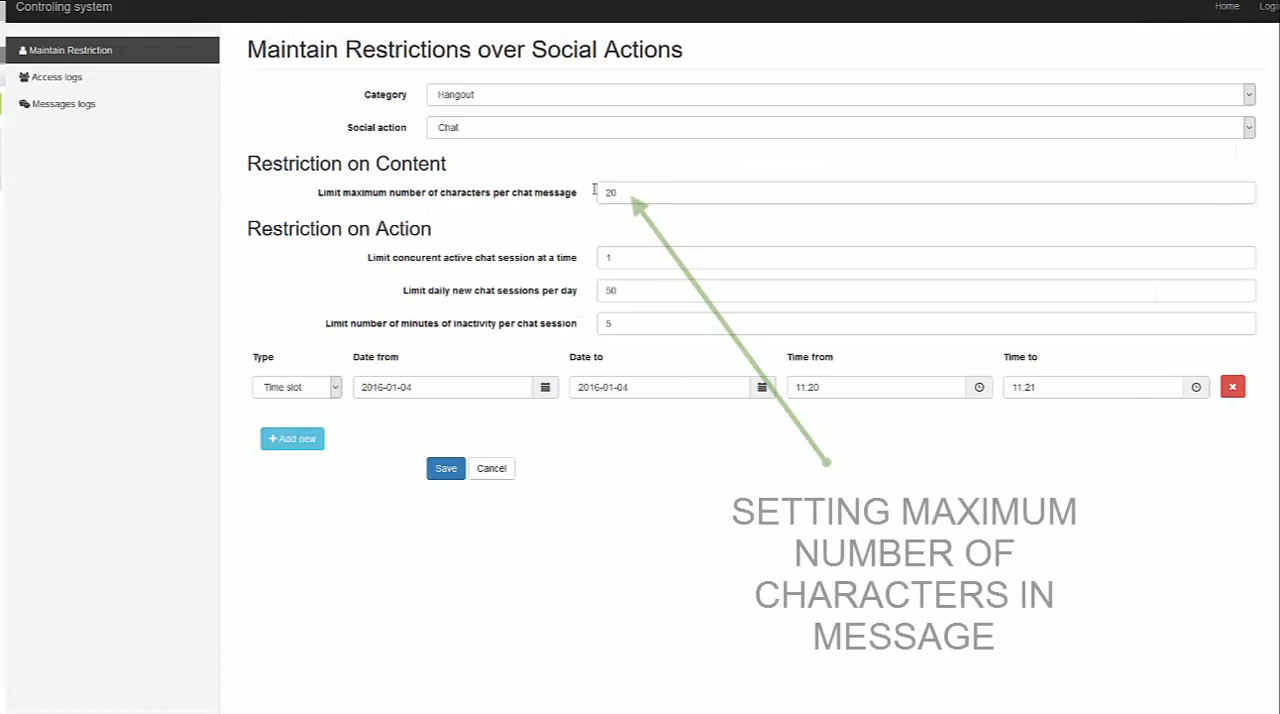 Controling system
Home Logi
Maintain Restriction
Access logs
Messages logs
Maintain Restrictions over Social Actions
Category Hangout
Social action Chat
Restriction on Content
Limit maximum number of characters per chat message 20
Restriction on Action
Limit concurent active chat session at a time 1
Limit daily new chat sessions per day 50
Limit number of minutes of inactivity per chat session 5
Type Date from Date to Time from Time to
Time slot 2016-01-04 2016-01-04 11:20 11:21
Add new
Save Cancel
SETTING MAXIMUM
NUMBER OF
CHARACTERS IN
MESSAGE